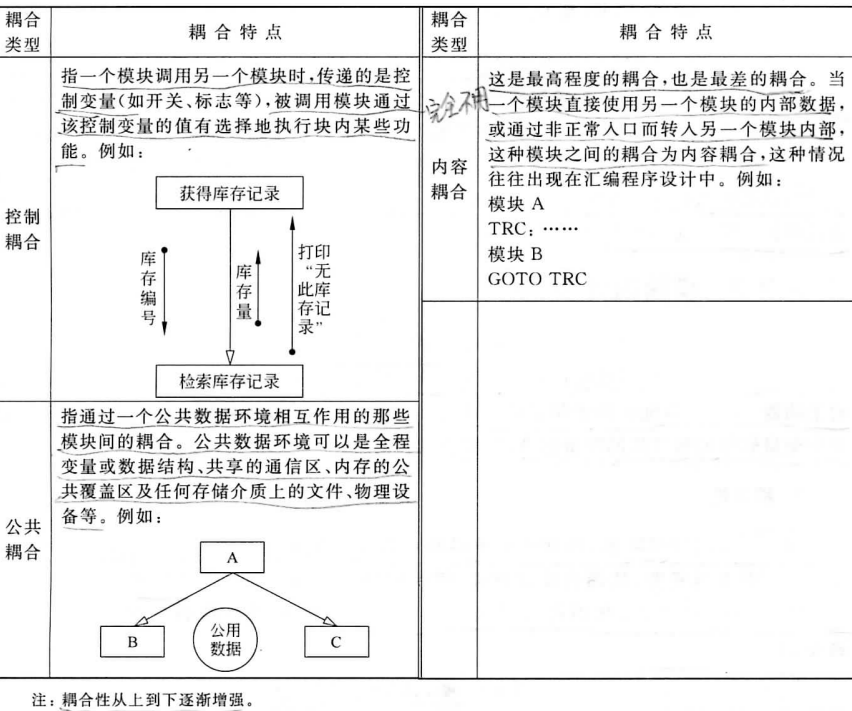 耦合
类型
耦合特点
指一个模块调用另一个模块时,传递的是控
制变量(如开关、标志等),被调用模块通过
该控制变量的值有选择地执行块内某些功
能。例如:
控制
耦合
获得库存记录
库存编号
库存量
打印
“无
此库
存记
录”
检索库存记录
公共
耦合
指通过一个公共数据环境相互作用的那些
模块间的耦合。公共数据环境可以是全程
变量或数据结构、共享的通信区、内存的公
共覆盖区及任何存储介质上的文件、物理设
备等。例如:
A
B
公用
数据
C
耦合
类型
耦合特点
完全不用
内容
耦合
这是最高程度的耦合,也是最差的耦合。当
一个模块直接使用另一个模块的内部数据,
或通过非正常入口而转入另一个模块内部,
这种模块之间的耦合为内容耦合,这种情况
往往出现在汇编程序设计中。例如:
模块 A
TRC:……
模块 B
GOTO TRC
注:耦合性从上到下逐渐增强。